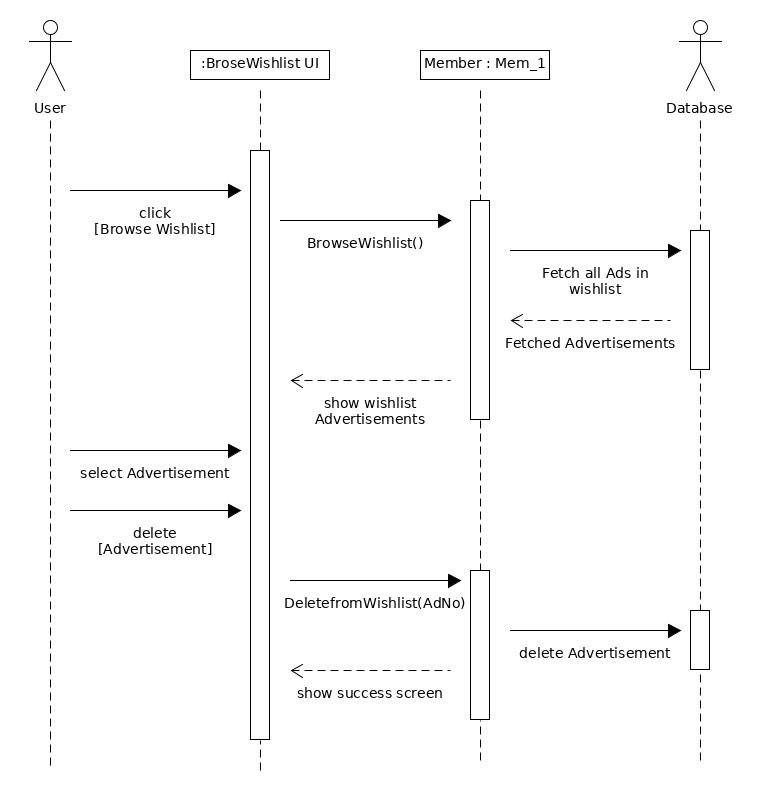 :BroseWishlist UI
Member : Mem_1
User
Database
click
[Browse Wishlist]
BrowseWishlist()
Fetch all Ads in
wishlist
Fetched Advertisements
show wishlist
Advertisements
select Advertisement
delete
[Advertisement]
DeletefromWishlist(AdNo)
delete Advertisement
show success screen